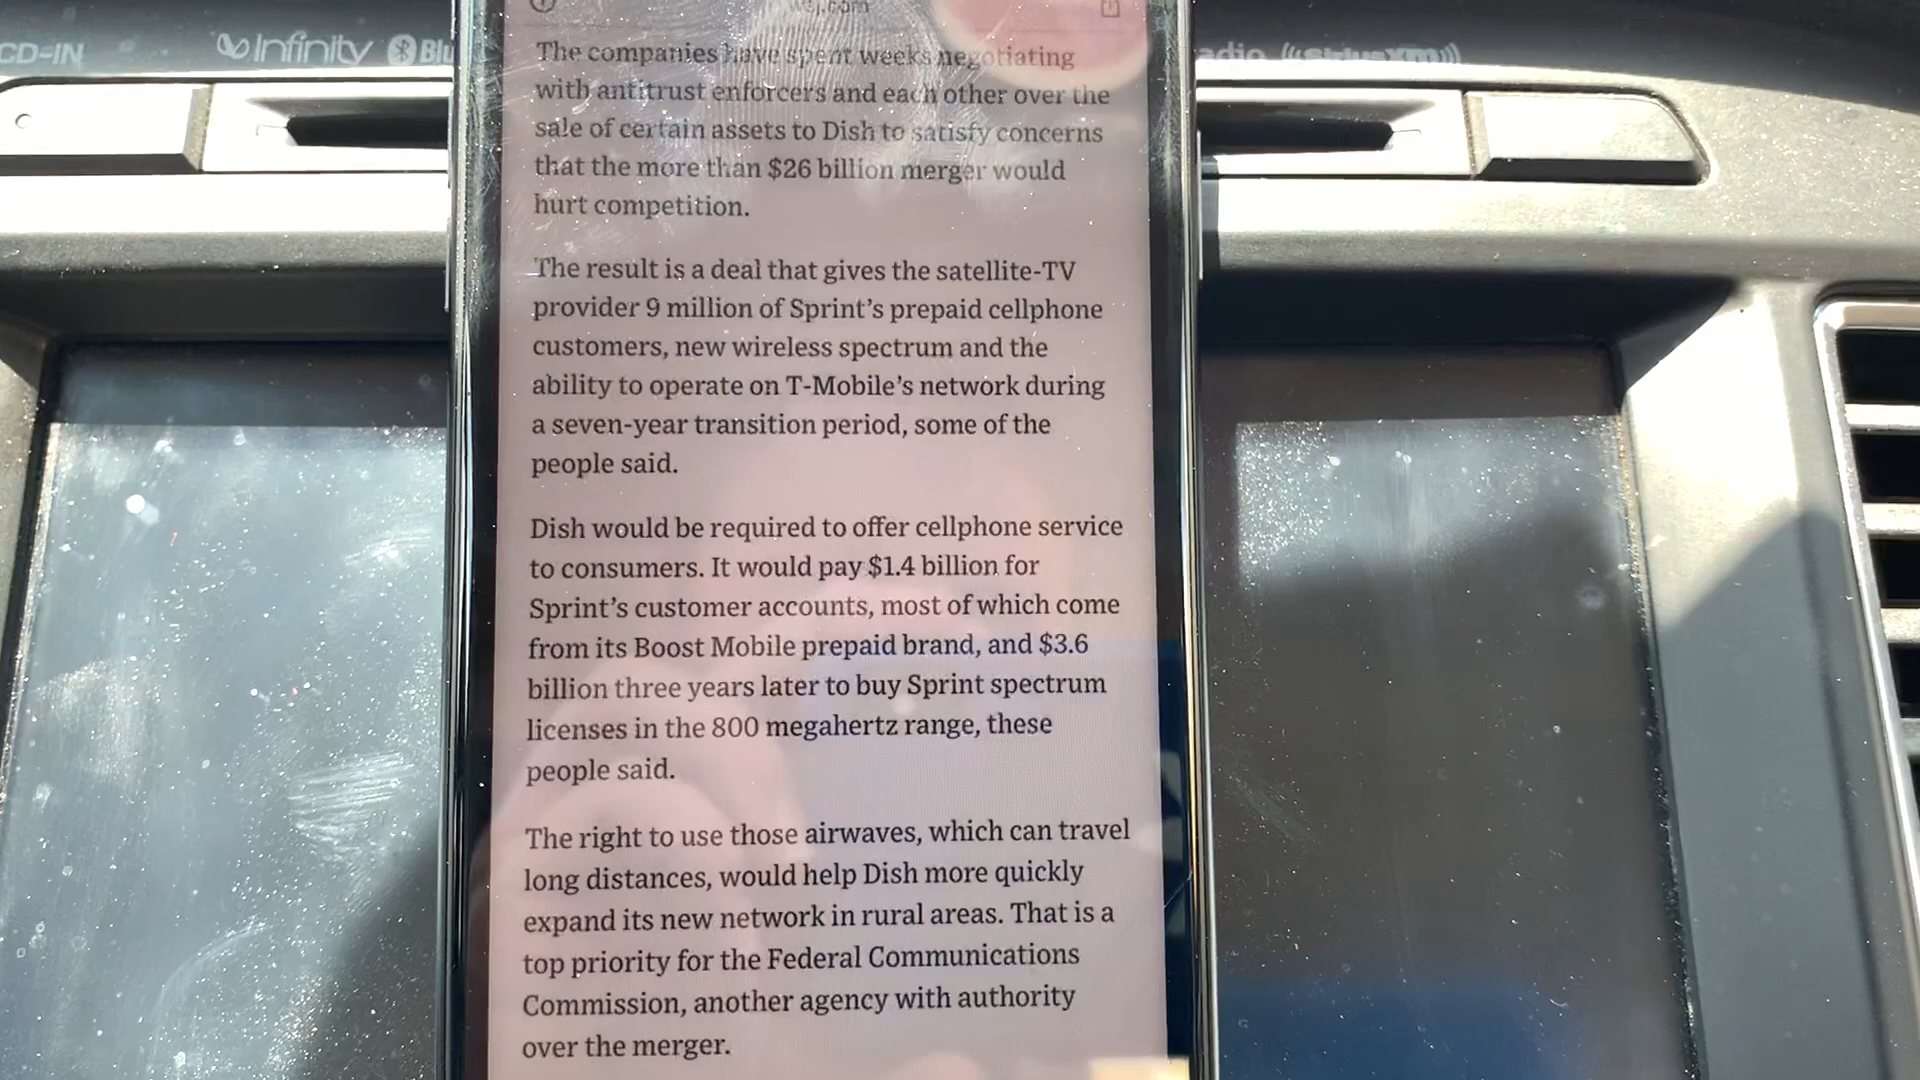 CD-IN
Infinity
wsj.com
The companies have spent weeks negotiating
with antitrust enforcers and each other over the
sale of certain assets to Dish to satisfy concerns
that the more than $26 billion merger would
hurt competition.
The result is a deal that gives the satellite-TV
provider 9 million of Sprint’s prepaid cellphone
customers, new wireless spectrum and the
ability to operate on T-Mobile’s network during
a seven-year transition period, some of the
people said.
Dish would be required to offer cellphone service
to consumers. It would pay $1.4 billion for
Sprint’s customer accounts, most of which come
from its Boost Mobile prepaid brand, and $3.6
billion three years later to buy Sprint spectrum
licenses in the 800 megahertz range, these
people said.
The right to use those airwaves, which can travel
long distances, would help Dish more quickly
expand its new network in rural areas. That is a
top priority for the Federal Communications
Commission, another agency with authority
over the merger.
Blu
adio
SiriusXM